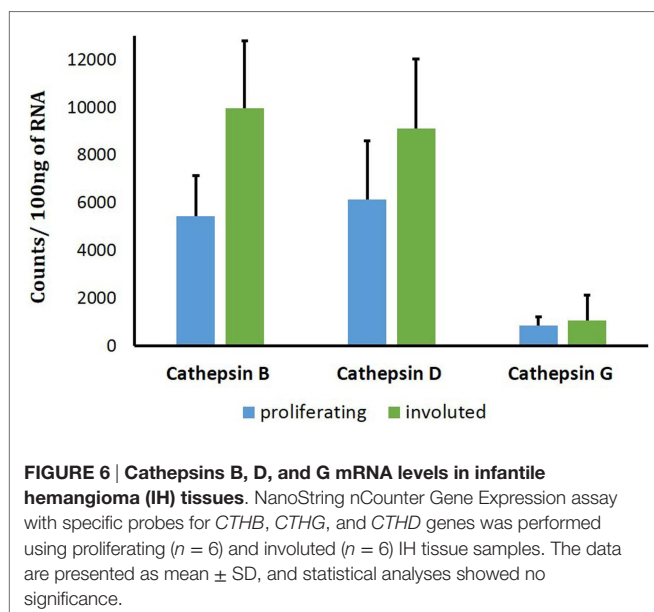 12000
10000
8000
6000
4000
2000
0
Counts/ 100ng of RNA
Cathepsin B Cathepsin D Cathepsin G
proliferating involuted
FIGURE 6 | Cathepsins B, D, and G mRNA levels in infantile
hemangioma (IH) tissues. NanoString nCounter Gene Expression assay
with specific probes for CTHB, CTHG, and CTHD genes was performed
using proliferating (n = 6) and involuted (n = 6) IH tissue samples. The data
are presented as mean ± SD, and statistical analyses showed no
significance.